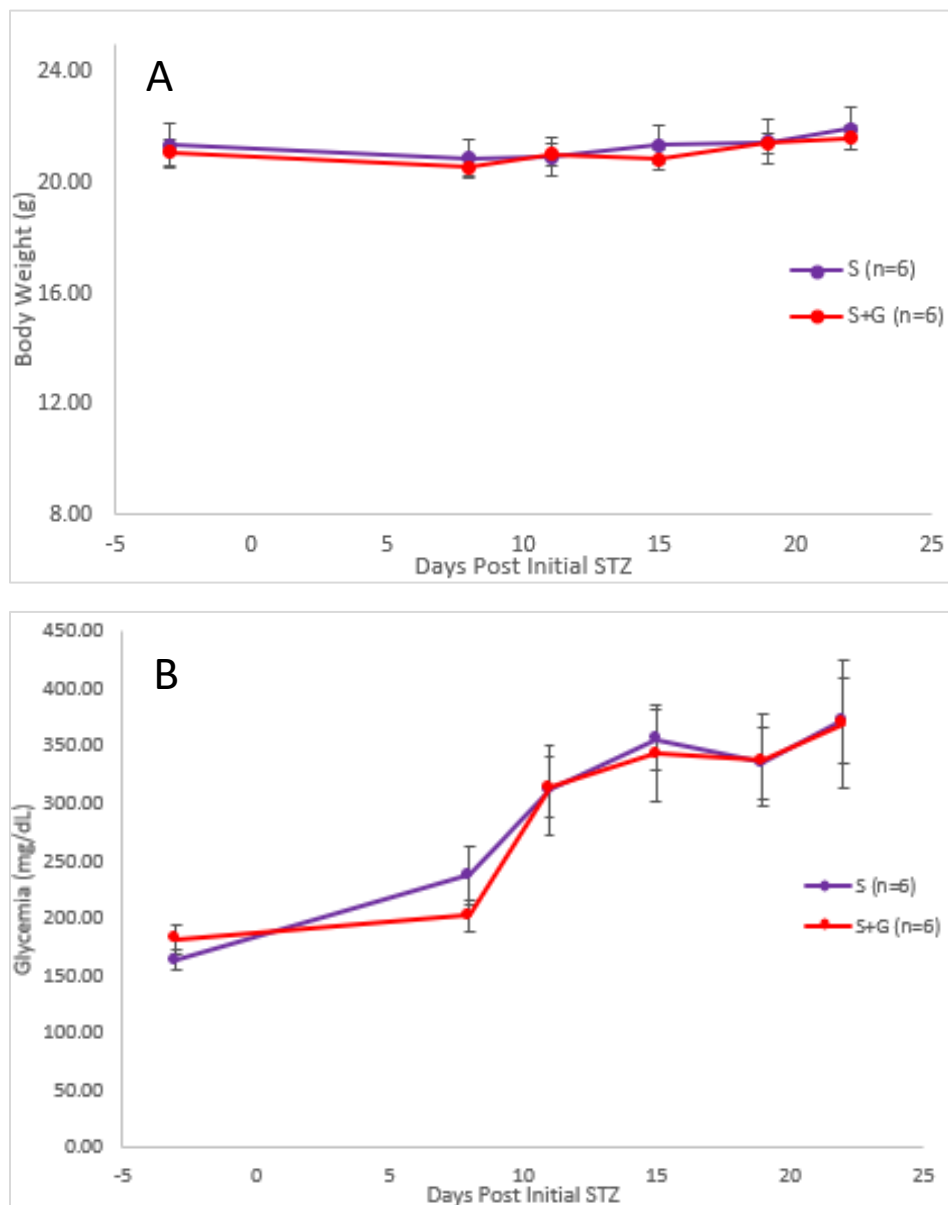 A
24.00
20.00
16.00
12.00
8.00
Body Weight (g)
S (n=6)
S+G (n=6)
-5 0 5 10 15 20 25
Days Post Initial STZ
B
450.00
400.00
350.00
300.00
250.00
200.00
150.00
100.00
50.00
0.00
Glycemia (mg/dL)
S (n=6)
S+G (n=6)
-5 0 5 10 15 20 25
Days Post Initial STZ